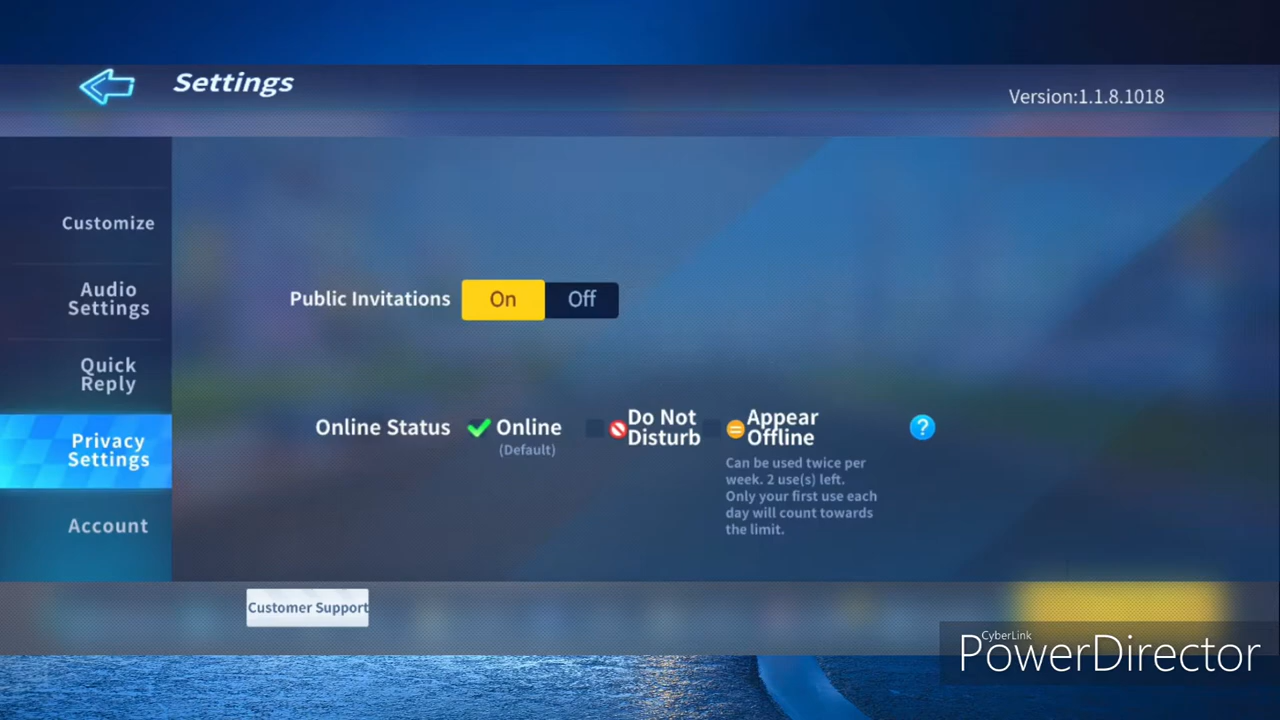 Settings
Version:1.1.8.1018
Customize
Audio
Settings
Quick
Reply
Privacy
Settings
Account
Public Invitations On Off
Online Status Online
(Default)
Do Not
Disturb
Appear
Offline
?
Can be used twice per
week. 2 use(s) left.
Only your first use each
day will count towards
the limit.
Customer Support
CyberLink
PowerDirector